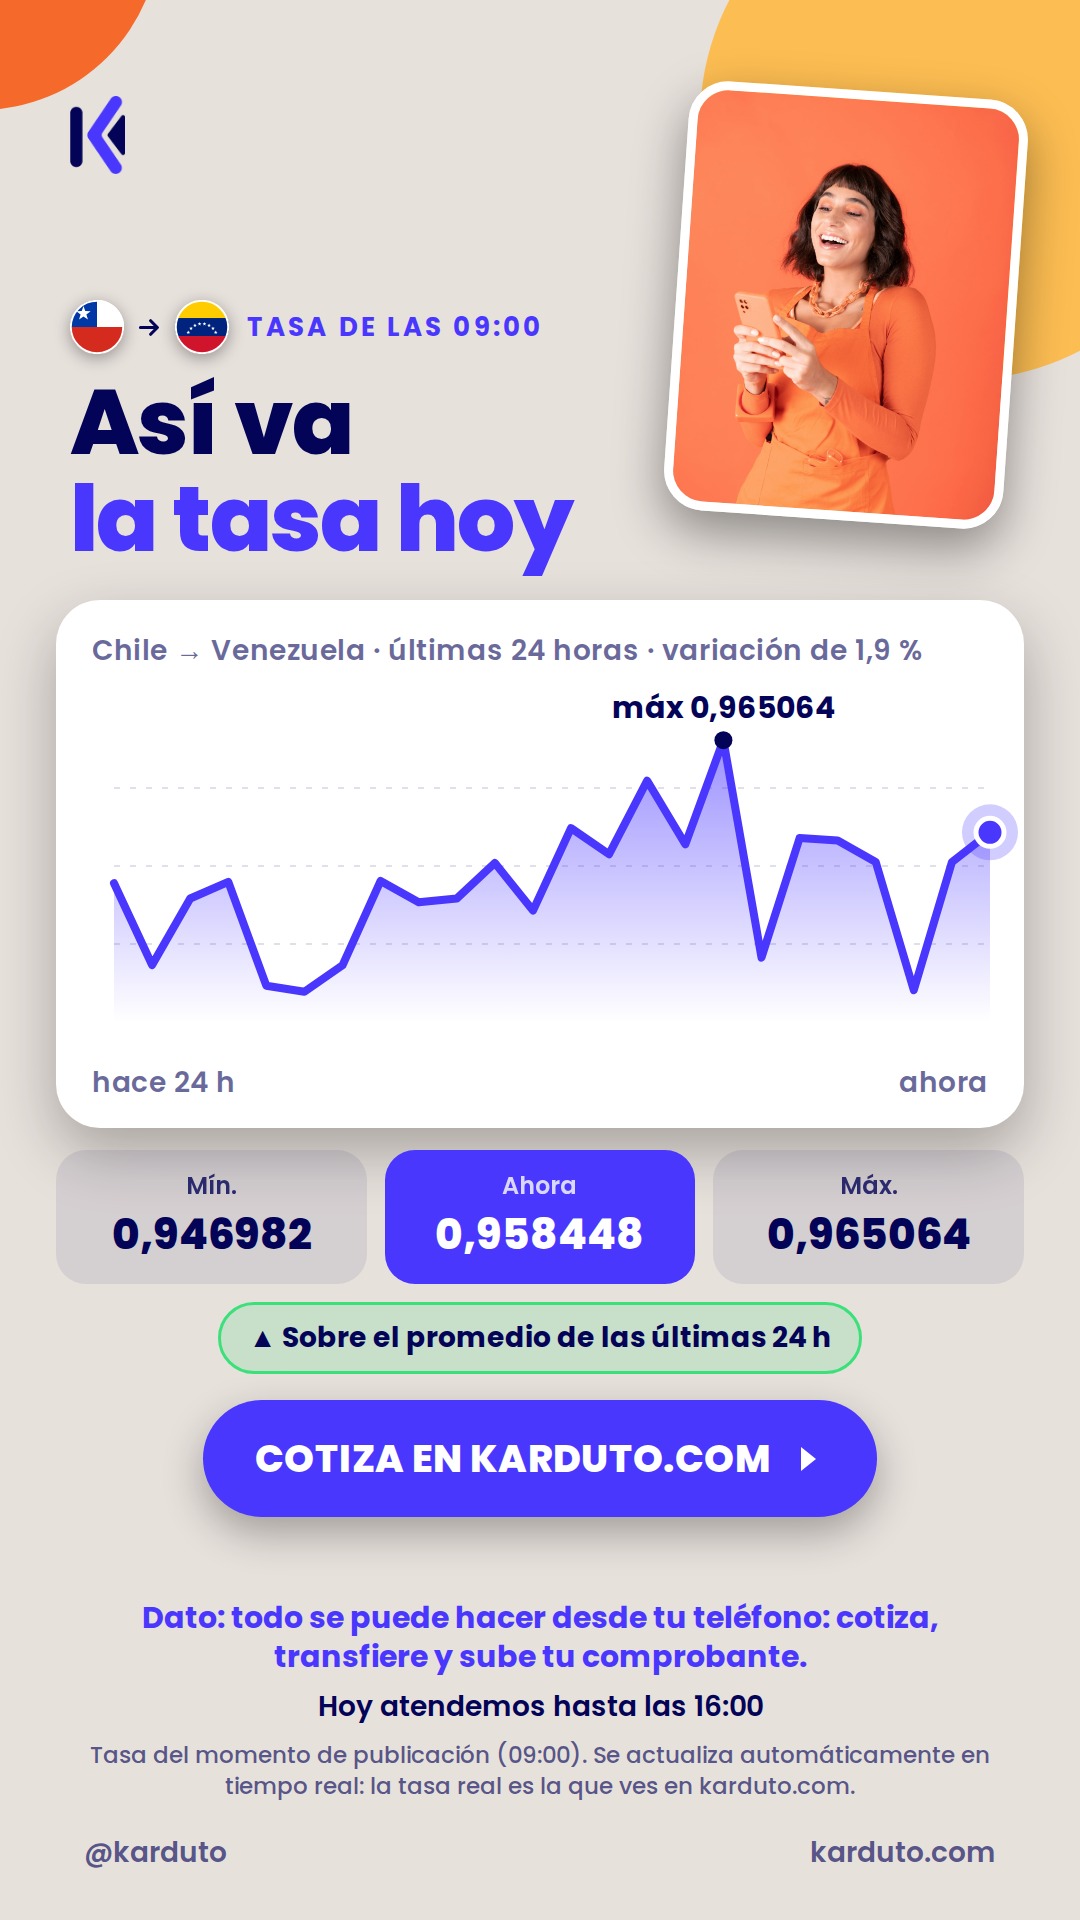 TASA DE LAS 09:00
Así va
la tasa hoy
Chile → Venezuela · últimas 24 horas · variación de 1,9 %
máx 0,965064
hace 24 h
ahora
Mín.
0,946982
Ahora
0,958448
Máx.
0,965064
▲ Sobre el promedio de las últimas 24 h
COTIZA EN KARDUTO.COM
Dato: todo se puede hacer desde tu teléfono: cotiza,
transfiere y sube tu comprobante.
Hoy atendemos hasta las 16:00
Tasa del momento de publicación (09:00). Se actualiza automáticamente en
tiempo real: la tasa real es la que ves en karduto.com.
@karduto
karduto.com